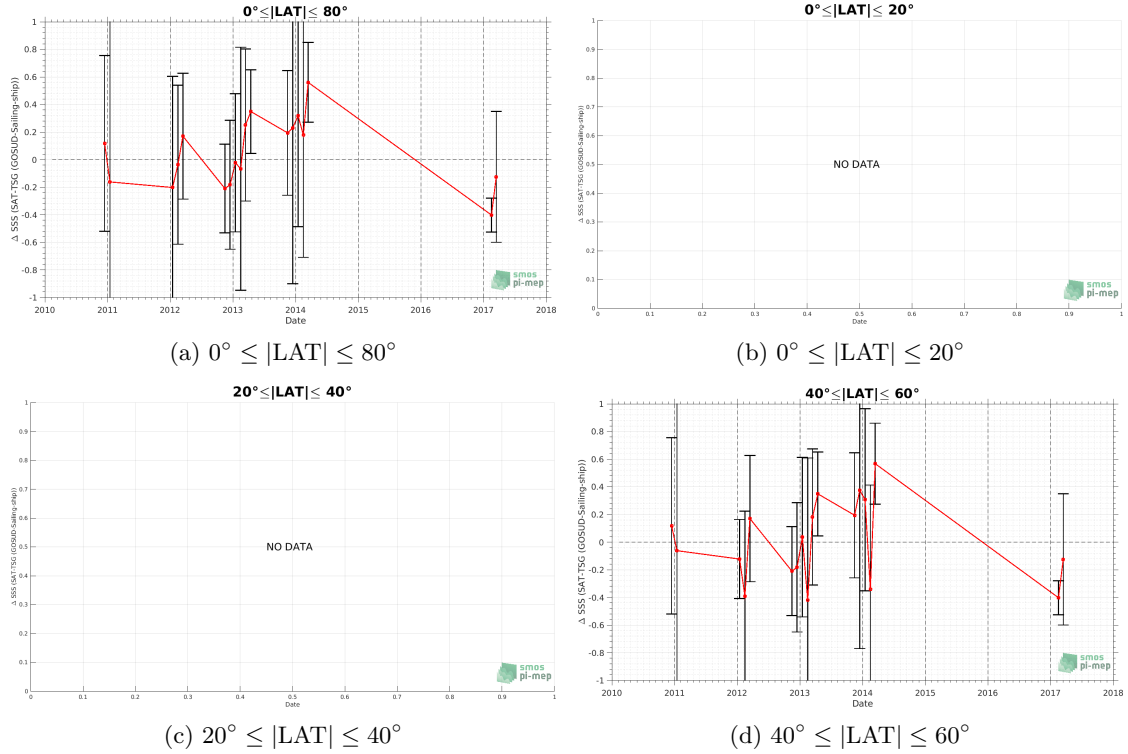 0°≤|LAT|≤ 80°
Δ SSS (SAT-TSG (GOSUD-Sailing-ship))
1
0.8
0.6
0.4
0.2
0
-0.2
-0.4
-0.6
-0.8
-1
2010 2011 2012 2013 2014 2015 2016 2017 2018
Date
smos
pi-mep
(a) 0° ≤ |LAT| ≤ 80°
0°≤|LAT|≤ 20°
Δ SSS (SAT-TSG (GOSUD-Sailing-ship))
1
0.9
0.8
0.7
0.6
0.5
0.4
0.3
0.2
0.1
0
NO DATA
0 0.1 0.2 0.3 0.4 0.5 0.6 0.7 0.8 0.9 1
Date
smos
pi-mep
(b) 0° ≤ |LAT| ≤ 20°
20°≤|LAT|≤ 40°
Δ SSS (SAT-TSG (GOSUD-Sailing-ship))
1
0.9
0.8
0.7
0.6
0.5
0.4
0.3
0.2
0.1
0
NO DATA
0 0.1 0.2 0.3 0.4 0.5 0.6 0.7 0.8 0.9 1
Date
smos
pi-mep
(c) 20° ≤ |LAT| ≤ 40°
40°≤|LAT|≤ 60°
Δ SSS (SAT-TSG (GOSUD-Sailing-ship))
1
0.8
0.6
0.4
0.2
0
-0.2
-0.4
-0.6
-0.8
-1
2010 2011 2012 2013 2014 2015 2016 2017 2018
Date
smos
pi-mep
(d) 40° ≤ |LAT| ≤ 60°